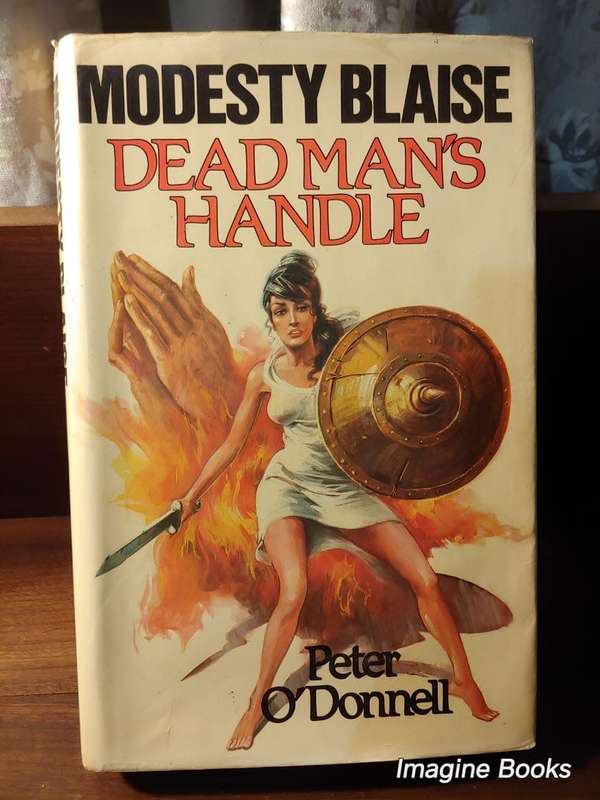 MODESTY BLAISE
DEAD MAN'S
HANDLE
Peter
O'Donnell
Imagine Books